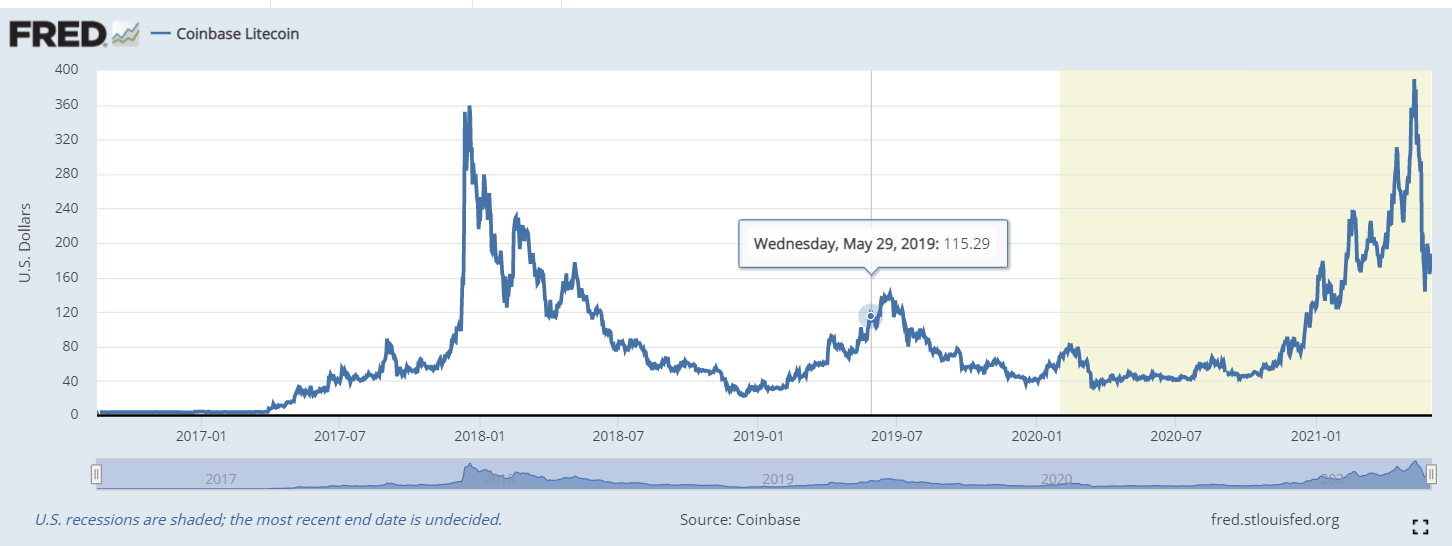 FRED
Coinbase Litecoin
U.S. Dollars
400
360
320
280
240
200
160
120
80
40
0
Wednesday, May 29, 2019: 115.29
2017-01 2017-07 2018-01 2018-07 2019-01 2019-07 2020-01 2020-07 2021-01
2017 2018 2019 2020
U.S. recessions are shaded; the most recent end date is undecided. Source: Coinbase fred.stlouisfed.org